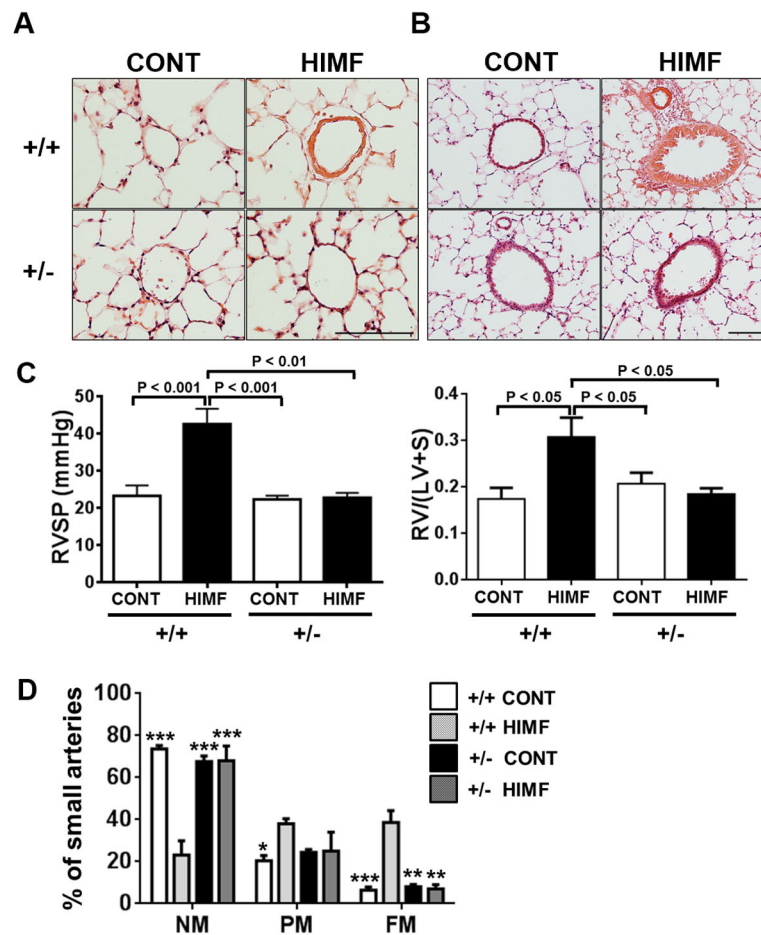 A
B
CONT HIMF
CONT HIMF
+/+
+/-
C
P < 0.01
P < 0.001 P < 0.001
RVSP (mmHg)
50
40
30
20
10
0
CONT HIMF CONT HIMF
+/+ +/-
P < 0.05
P < 0.05 P < 0.05
RV/(LV+S)
0.4
0.3
0.2
0.1
0.0
CONT HIMF CONT HIMF
+/+ +/-
D
% of small arteries
100
80
60
40
20
0
*** *** ***
* 
*** ** **
NM PM FM
+/+ CONT
+/+ HIMF
+/- CONT
+/- HIMF